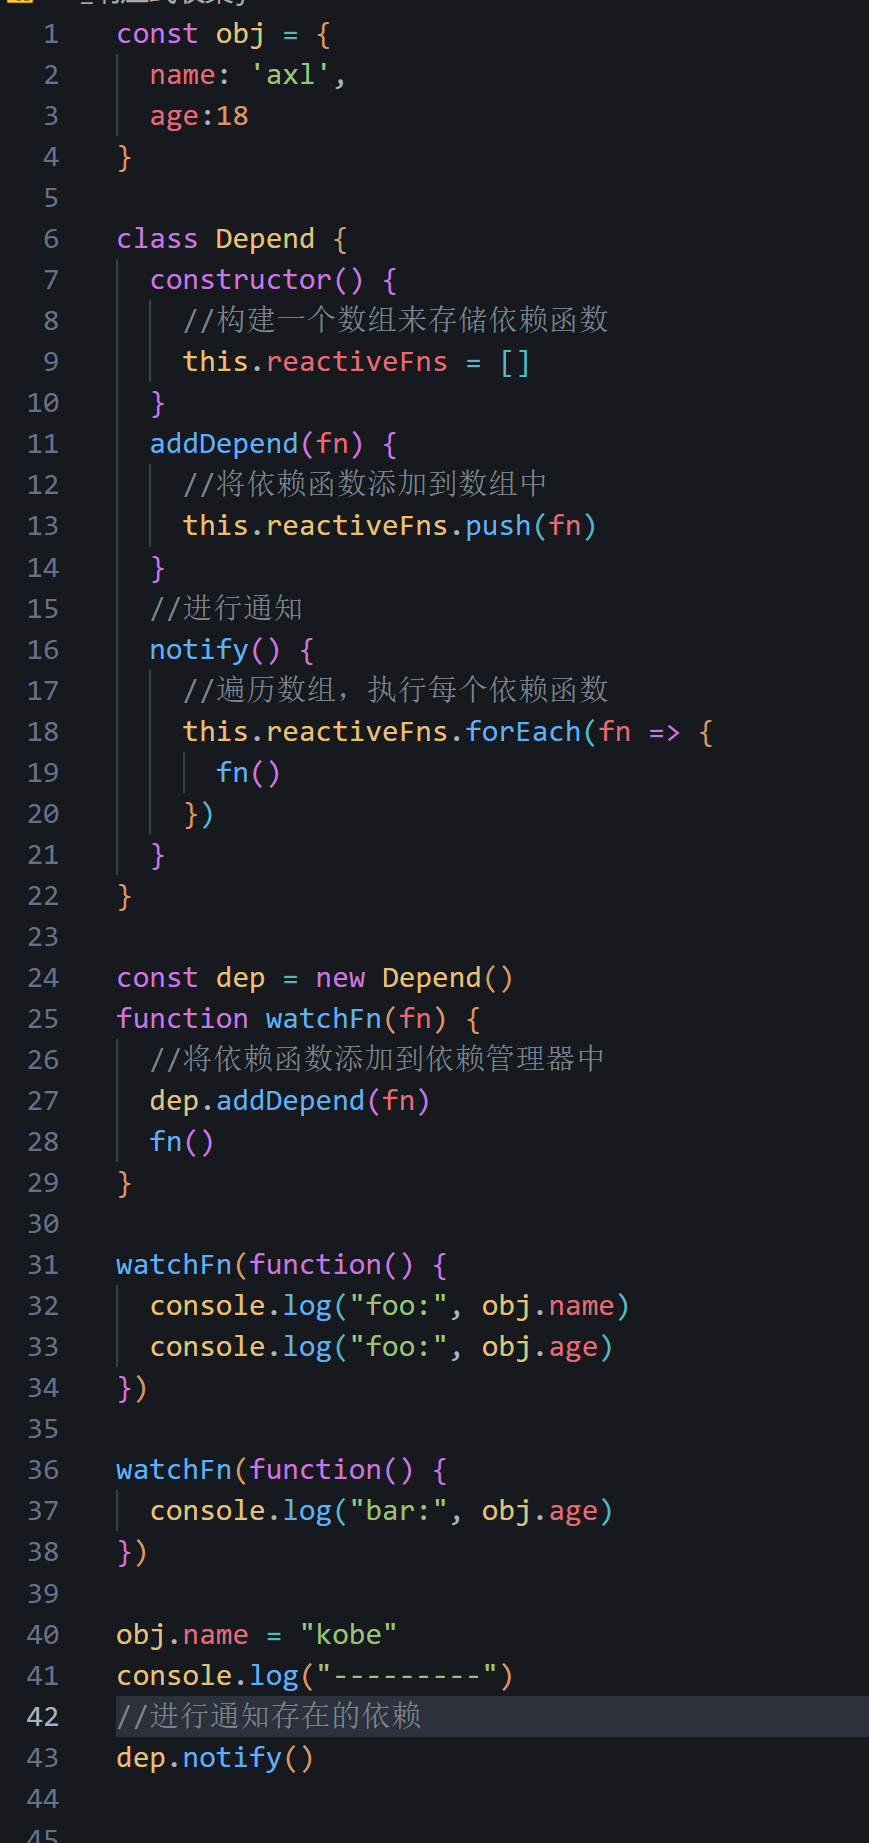 1 const obj = {
2   name: 'axl',
3   age:18
4 }
5
6 class Depend {
7   constructor() {
8     //构建一个数组来存储依赖函数
9     this.reactiveFns = []
10   }
11   addDepend(fn) {
12     //将依赖函数添加到数组中
13     this.reactiveFns.push(fn)
14   }
15   //进行通知
16   notify() {
17     //遍历数组，执行每个依赖函数
18     this.reactiveFns.forEach(fn => {
19       fn()
20     })
21   }
22 }
23
24 const dep = new Depend()
25 function watchFn(fn) {
26   //将依赖函数添加到依赖管理器中
27   dep.addDepend(fn)
28   fn()
29 }
30
31 watchFn(function() {
32   console.log("foo:", obj.name)
33   console.log("foo:", obj.age)
34 })
35
36 watchFn(function() {
37   console.log("bar:", obj.age)
38 })
39
40 obj.name = "kobe"
41 console.log("---------")
42 //进行通知存在的依赖
43 dep.notify()
44
45